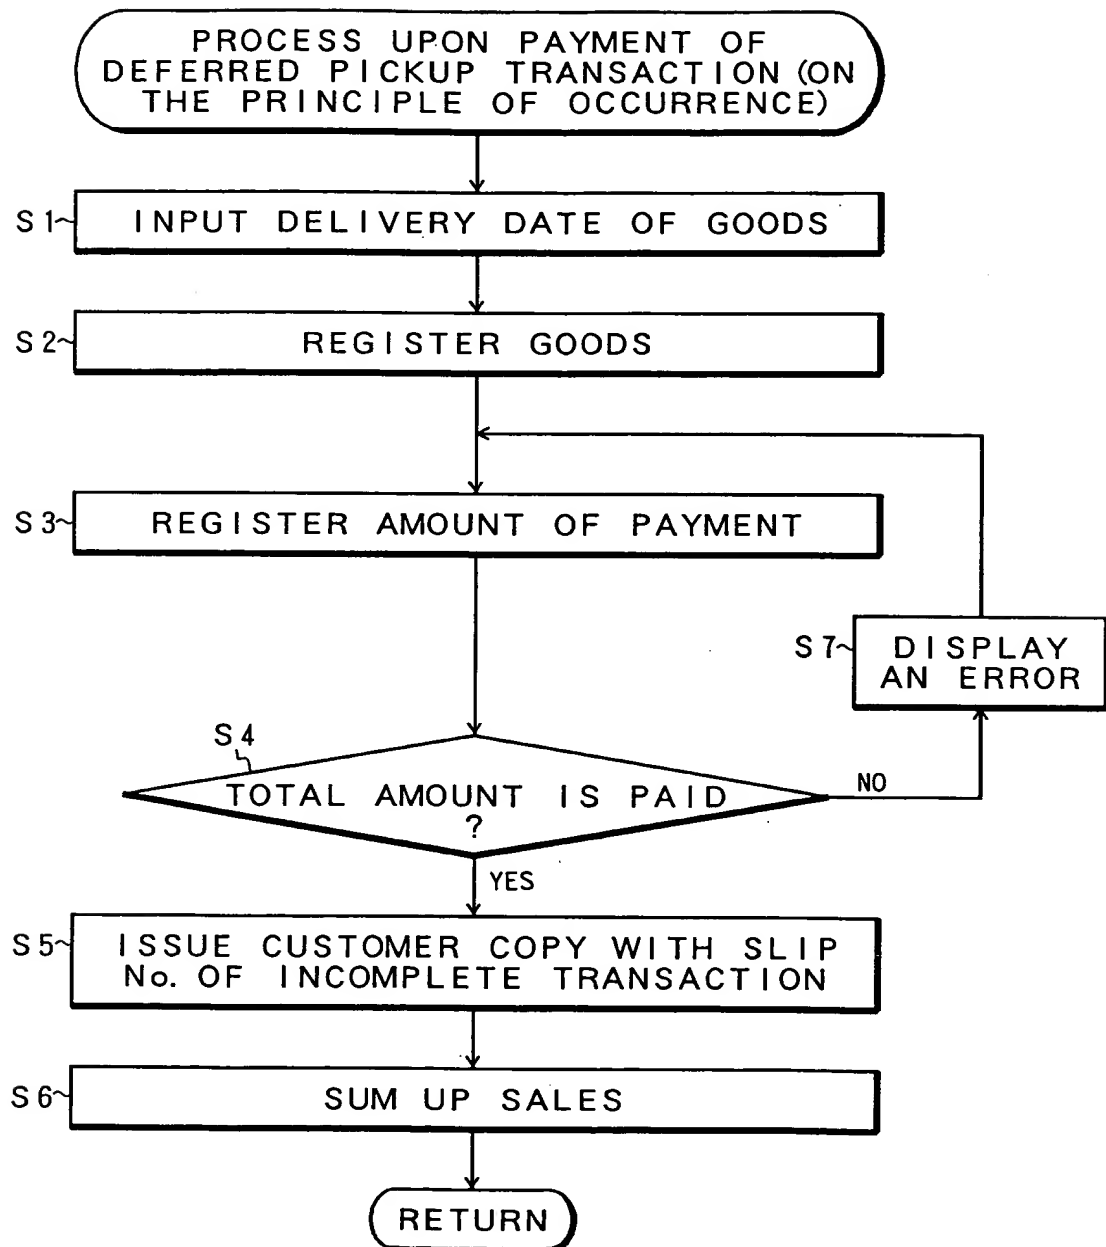 PROCESS UPON PAYMENT OF
DEFERRED PICKUP TRANSACTION (ON
THE PRINCIPLE OF OCCURRENCE)
S1
INPUT DELIVERY DATE OF GOODS
S2
REGISTER GOODS
S3
REGISTER AMOUNT OF PAYMENT
S7
DISPLAY
AN ERROR
S4
TOTAL AMOUNT IS PAID
?
NO
YES
S5
ISSUE CUSTOMER COPY WITH SLIP
No. OF INCOMPLETE TRANSACTION
S6
SUM UP SALES
RETURN